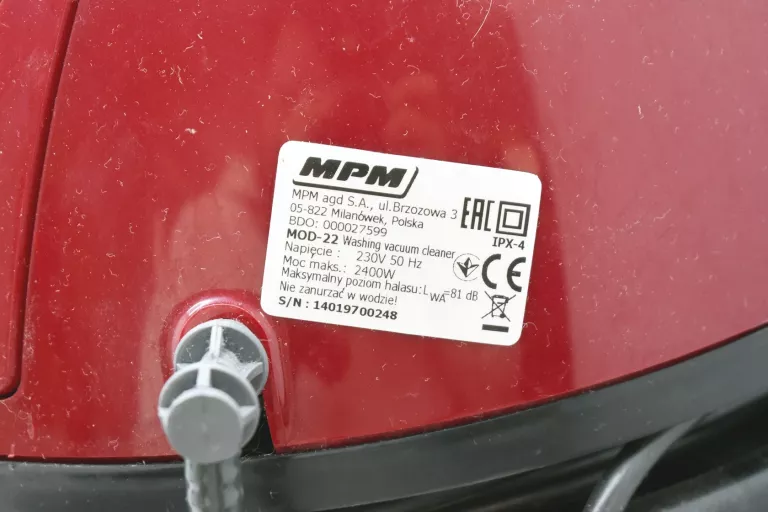 MPM
MPM agd S.A., ul.Brzozowa 3
05-822 Milanówek, Polska
BDO: 000027599
MOD-22 Washing vacuum cleaner
Napięcie : 230V 50 Hz
Moc maks.: 2400W
Maksymalny poziom hałasu: LWA=81 dB
Nie zanurzać w wodzie!
S/N : 14019700248
EAC
IPX-4
CE